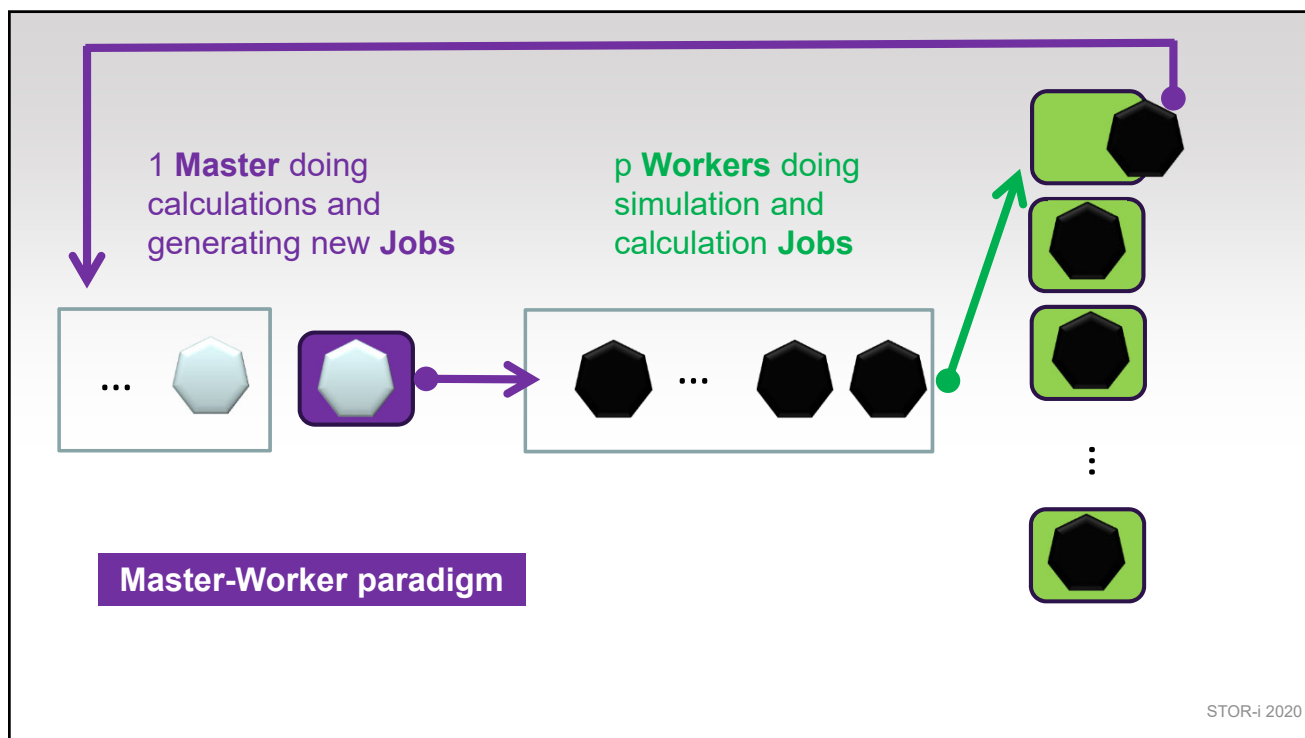 1 Master doing
calculations and
generating new Jobs
p Workers doing
simulation and
calculation Jobs
...
...
...
Master-Worker paradigm
STOR-i 2020